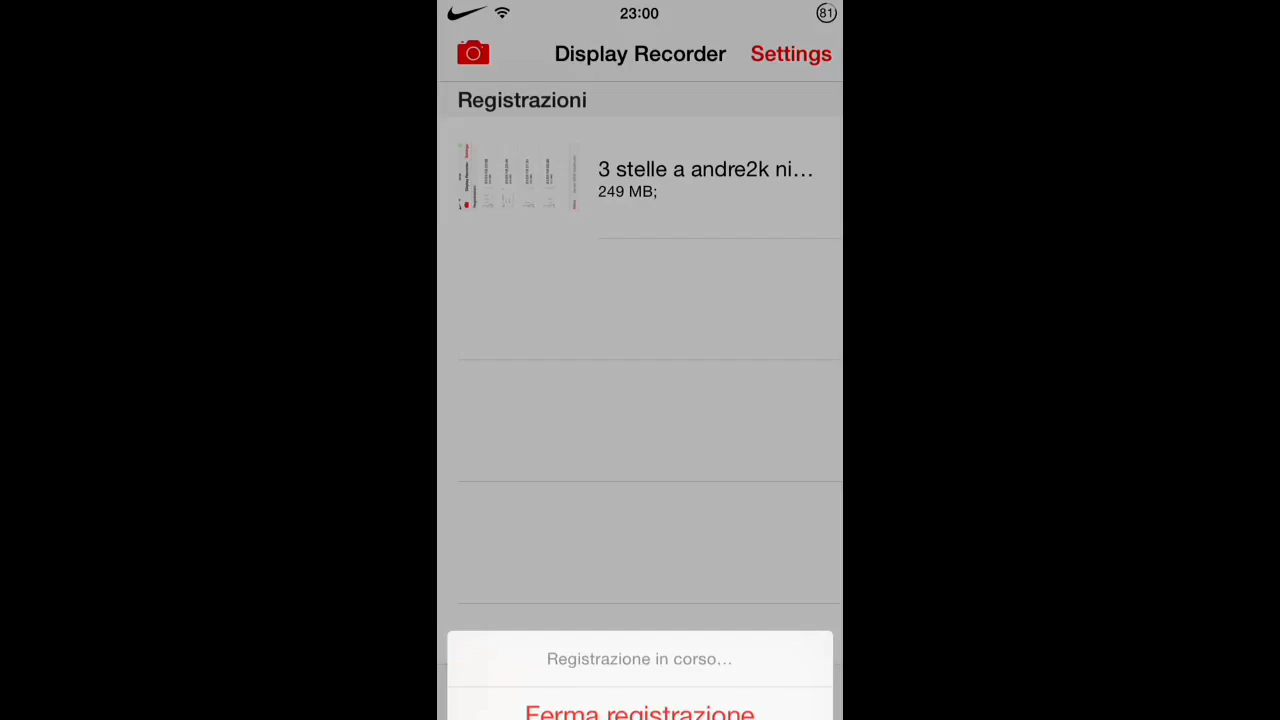 23:00
81
Display Recorder
Settings
Registrazioni
3 stelle a andre2k ni...
249 MB;
Registrazione in corso...
Ferma registrazione